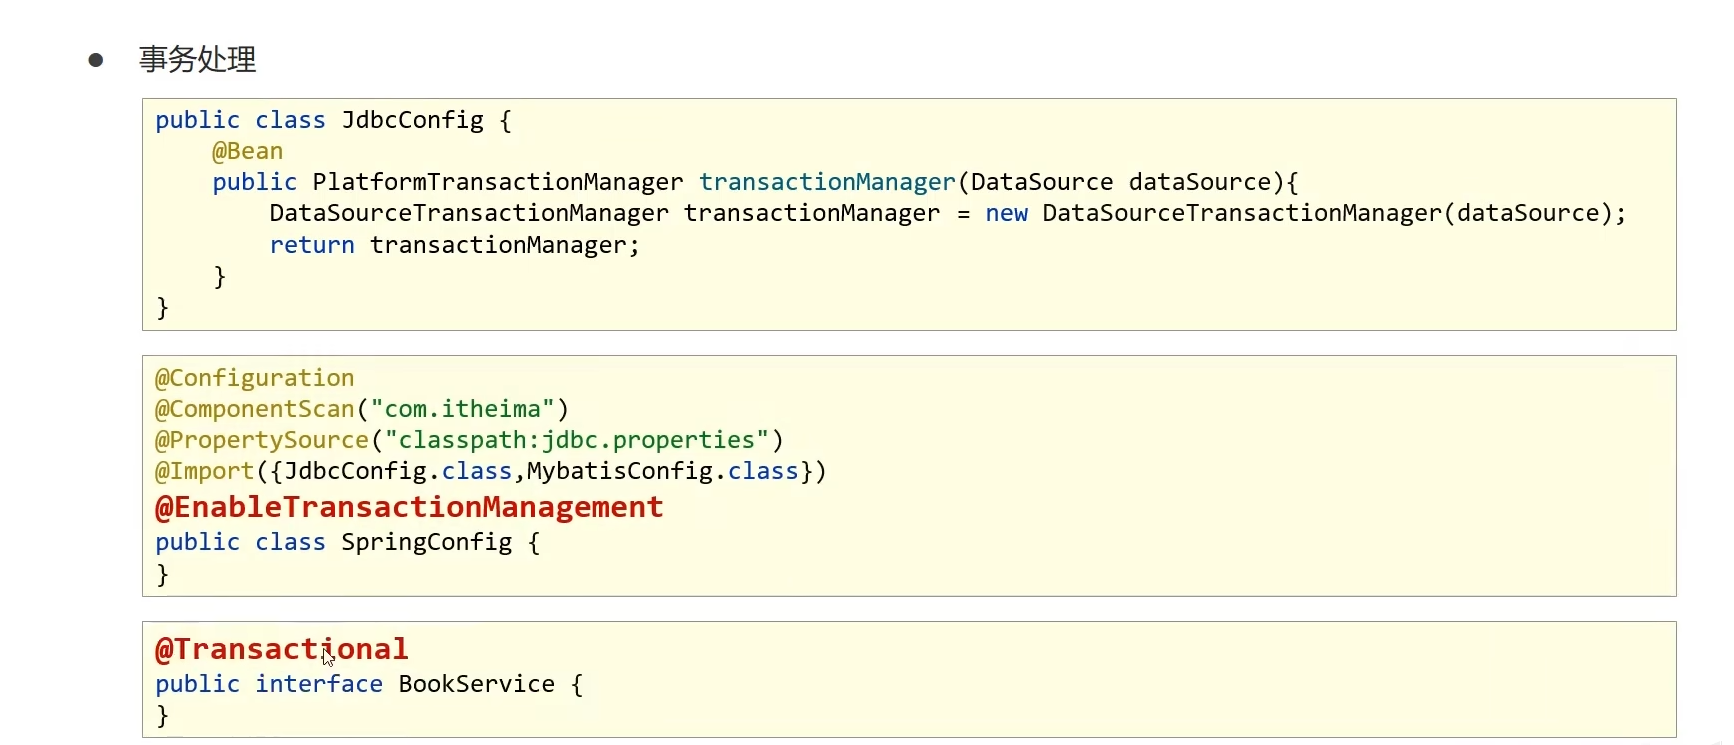 ● 事务处理
public class JdbcConfig {
    @Bean
    public PlatformTransactionManager transactionManager(DataSource dataSource){
        DataSourceTransactionManager transactionManager = new DataSourceTransactionManager(dataSource);
        return transactionManager;
    }
}
@Configuration
@ComponentScan("com.itheima")
@PropertySource("classpath:jdbc.properties")
@Import({JdbcConfig.class,MybatisConfig.class})
@EnableTransactionManagement
public class SpringConfig {
}
@Transactional
public interface BookService {
}